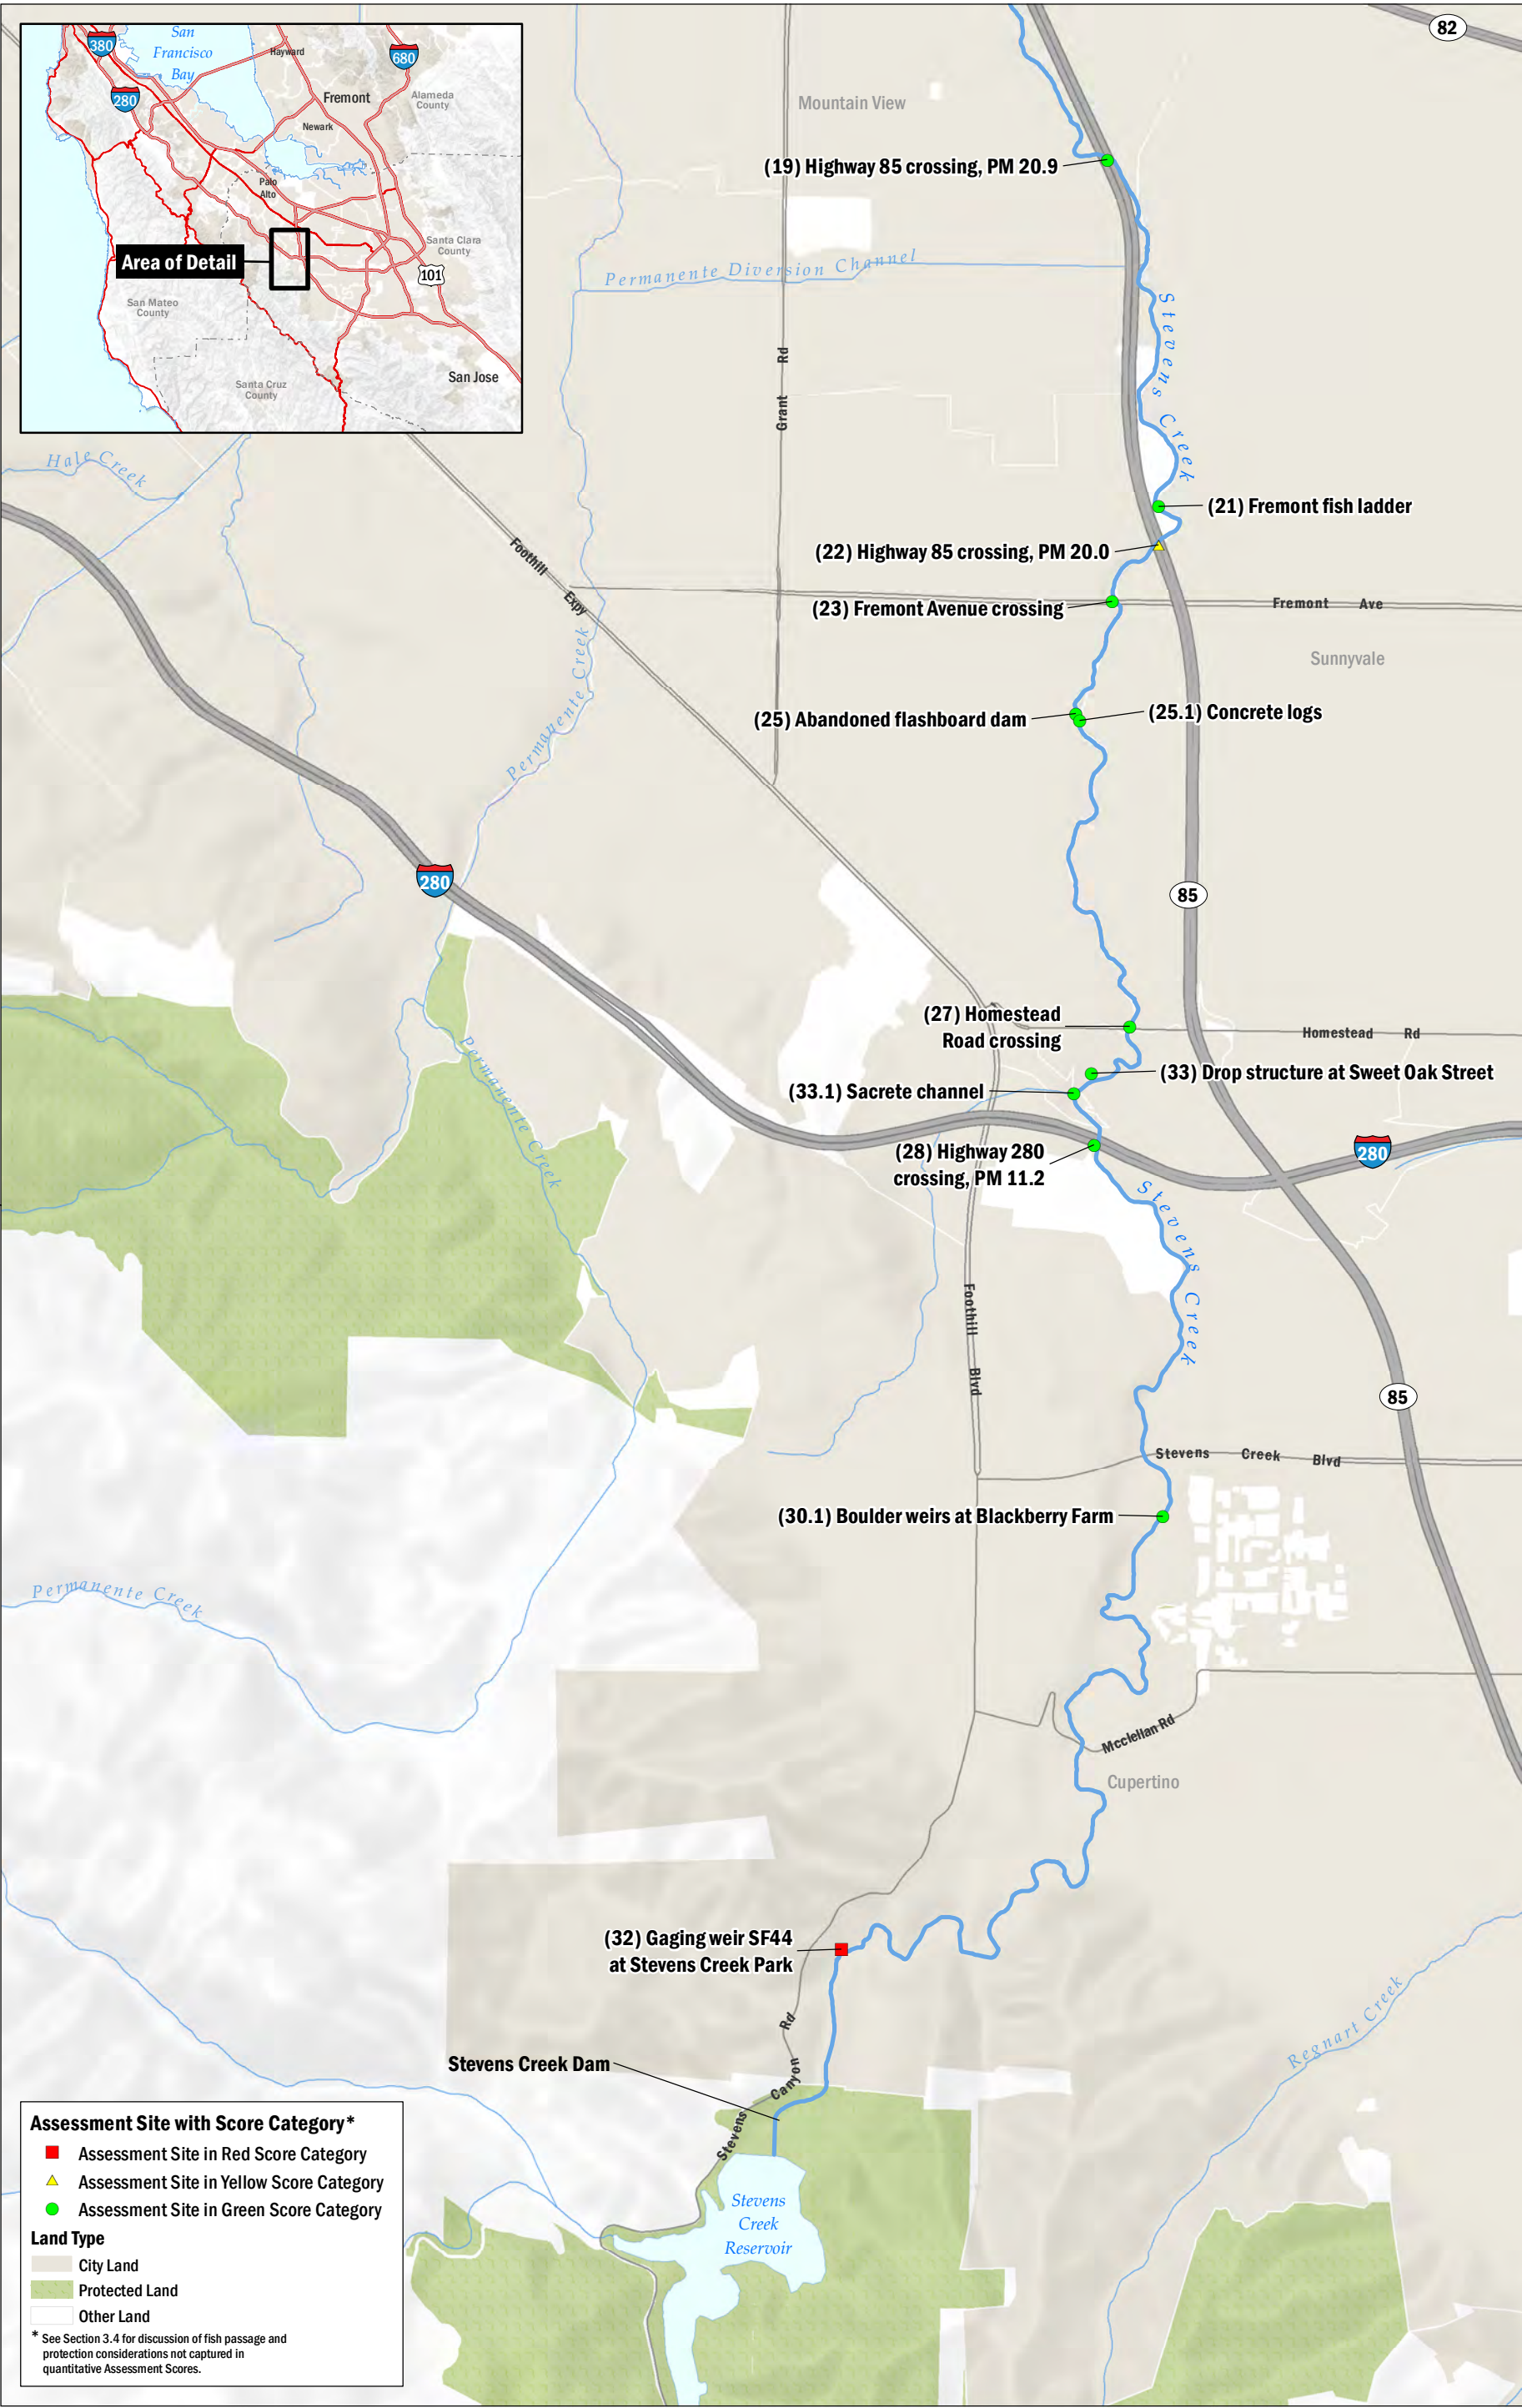 82
380
San
Francisco
Bay
Hayward
680
280
Fremont
Alameda
County
Newark
Palo
Alto
Area of Detail
Santa Clara
County
101
San Mateo
County
Santa Cruz
County
San Jose
Mountain View
(19) Highway 85 crossing, PM 20.9
Permanente Diversion Channel
Stevens Creek
Grant Rd
Hale Creek
(21) Fremont fish ladder
(22) Highway 85 crossing, PM 20.0
Foothill Expy
(23) Fremont Avenue crossing
Fremont Ave
Sunnyvale
Permanente Creek
(25) Abandoned flashboard dam
(25.1) Concrete logs
280
85
(27) Homestead
Road crossing
Homestead Rd
(33) Drop structure at Sweet Oak Street
(33.1) Sacrete channel
Permanente Creek
(28) Highway 280
crossing, PM 11.2
280
Stevens Creek
Foothill Blvd
85
Stevens Creek Blvd
(30.1) Boulder weirs at Blackberry Farm
Permanente Creek
Mcclellan Rd
Cupertino
(32) Gaging weir SF44
at Stevens Creek Park
Regnart Creek
Stevens Creek Dam
Stevens Canyon Rd
Stevens
Creek
Reservoir
Assessment Site with Score Category*
Assessment Site in Red Score Category
Assessment Site in Yellow Score Category
Assessment Site in Green Score Category
Land Type
City Land
Protected Land
Other Land
* See Section 3.4 for discussion of fish passage and
protection considerations not captured in
quantitative Assessment Scores.